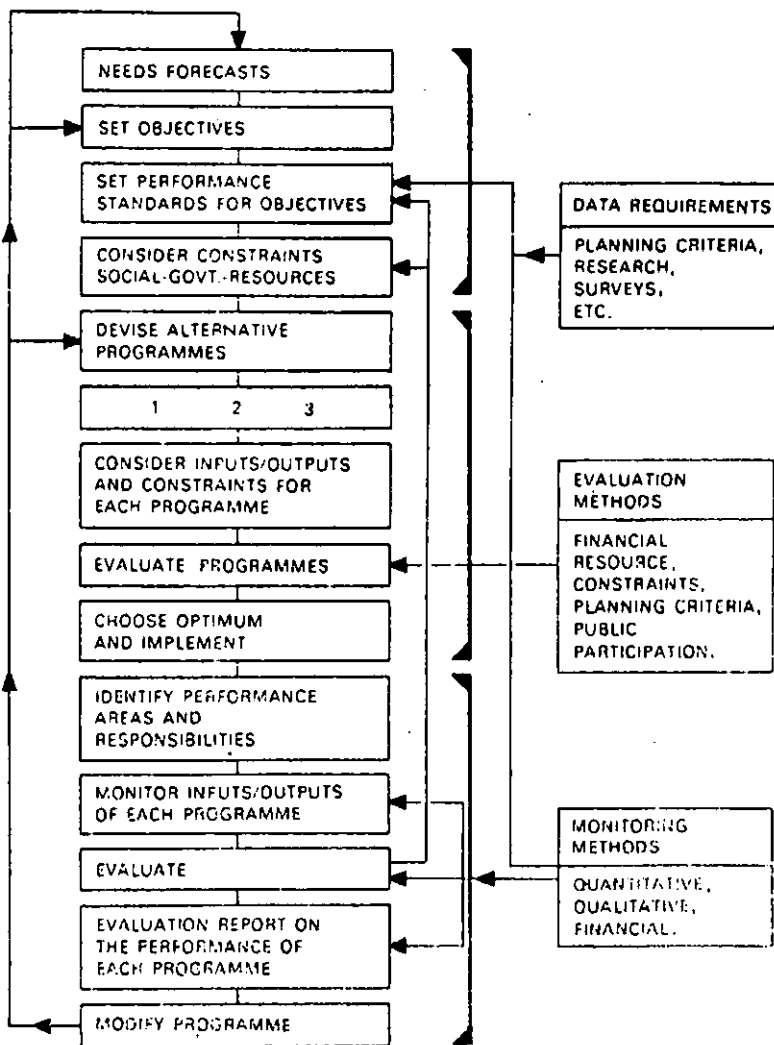 NEEDS FORECASTS
SET OBJECTIVES
SET PERFORMANCE
STANDARDS FOR OBJECTIVES
CONSIDER CONSTRAINTS
SOCIAL-GOVT.-RESOURCES
DEVISE ALTERNATIVE
PROGRAMMES
1 2 3
CONSIDER INPUTS/OUTPUTS
AND CONSTRAINTS FOR
EACH PROGRAMME
EVALUATE PROGRAMMES
CHOOSE OPTIMUM
AND IMPLEMENT
IDENTIFY PERFORMANCE
AREAS AND
RESPONSIBILITIES
MONITOR INPUTS/OUTPUTS
OF EACH PROGRAMME
EVALUATE
EVALUATION REPORT ON
THE PERFORMANCE OF
EACH PROGRAMME
MODIFY PROGRAMME
DATA REQUIREMENTS
PLANNING CRITERIA,
RESEARCH,
SURVEYS,
ETC.
EVALUATION
METHODS
FINANCIAL
RESOURCE,
CONSTRAINTS,
PLANNING CRITERIA,
PUBLIC
PARTICIPATION.
MONITORING
METHODS
QUANTITATIVE,
QUALITATIVE,
FINANCIAL.